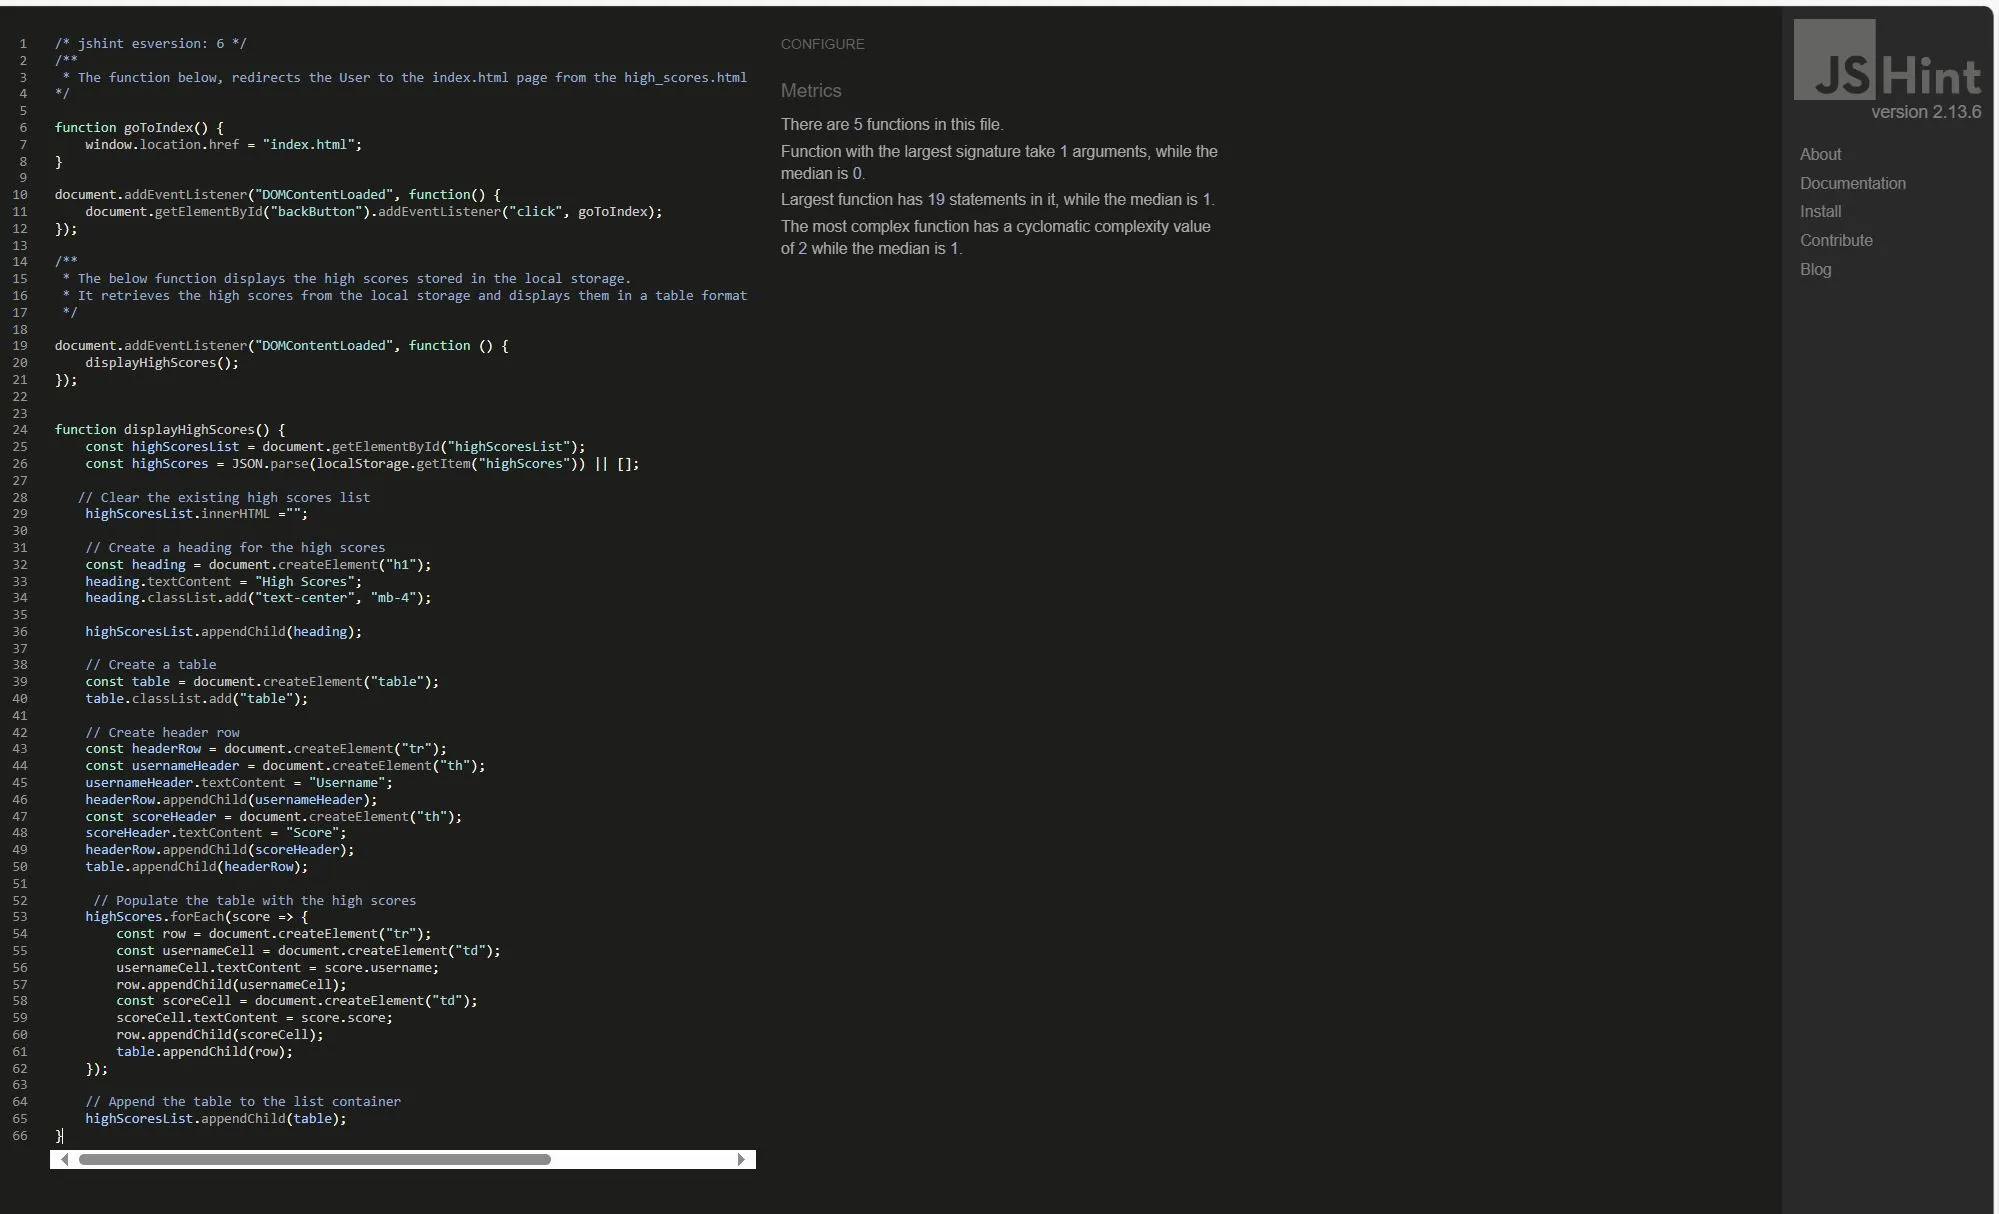 1 /* jshint esversion: 6 */
2 /**
3  * The function below, redirects the User to the index.html page from the high_scores.html
4 */
5
6 function goToIndex() {
7     window.location.href = "index.html";
8 }
9
10 document.addEventListener("DOMContentLoaded", function() {
11     document.getElementById("backButton").addEventListener("click", goToIndex);
12 });
13
14 /**
15  * The below function displays the high scores stored in the local storage.
16  * It retrieves the high scores from the local storage and displays them in a table format
17  */
18
19 document.addEventListener("DOMContentLoaded", function () {
20     displayHighScores();
21 });
22
23
24 function displayHighScores() {
25     const highScoresList = document.getElementById("highScoresList");
26     const highScores = JSON.parse(localStorage.getItem("highScores")) || [];
27
28    // Clear the existing high scores list
29     highScoresList.innerHTML ="";
30
31     // Create a heading for the high scores
32     const heading = document.createElement("h1");
33     heading.textContent = "High Scores";
34     heading.classList.add("text-center", "mb-4");
35
36     highScoresList.appendChild(heading);
37
38     // Create a table
39     const table = document.createElement("table");
40     table.classList.add("table");
41
42     // Create header row
43     const headerRow = document.createElement("tr");
44     const usernameHeader = document.createElement("th");
45     usernameHeader.textContent = "Username";
46     headerRow.appendChild(usernameHeader);
47     const scoreHeader = document.createElement("th");
48     scoreHeader.textContent = "Score";
49     headerRow.appendChild(scoreHeader);
50     table.appendChild(headerRow);
51
52      // Populate the table with the high scores
53     highScores.forEach(score => {
54         const row = document.createElement("tr");
55         const usernameCell = document.createElement("td");
56         usernameCell.textContent = score.username;
57         row.appendChild(usernameCell);
58         const scoreCell = document.createElement("td");
59         scoreCell.textContent = score.score;
60         row.appendChild(scoreCell);
61         table.appendChild(row);
62     });
63
64     // Append the table to the list container
65     highScoresList.appendChild(table);
66 }
CONFIGURE
Metrics
There are 5 functions in this file.
Function with the largest signature take 1 arguments, while the
median is 0.
Largest function has 19 statements in it, while the median is 1.
The most complex function has a cyclomatic complexity value
of 2 while the median is 1.
JSHint
version 2.13.6
About
Documentation
Install
Contribute
Blog